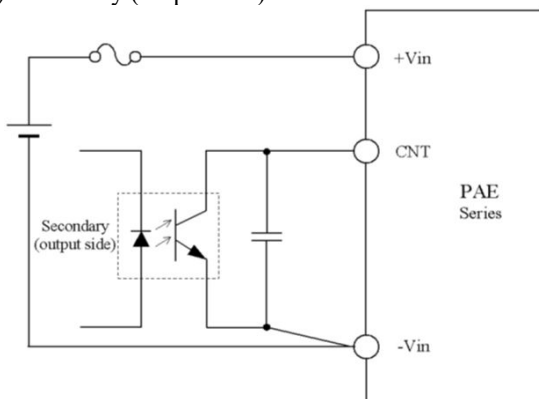 +Vin
CNT
PAE
Series
Secondary
(output side)
-Vin